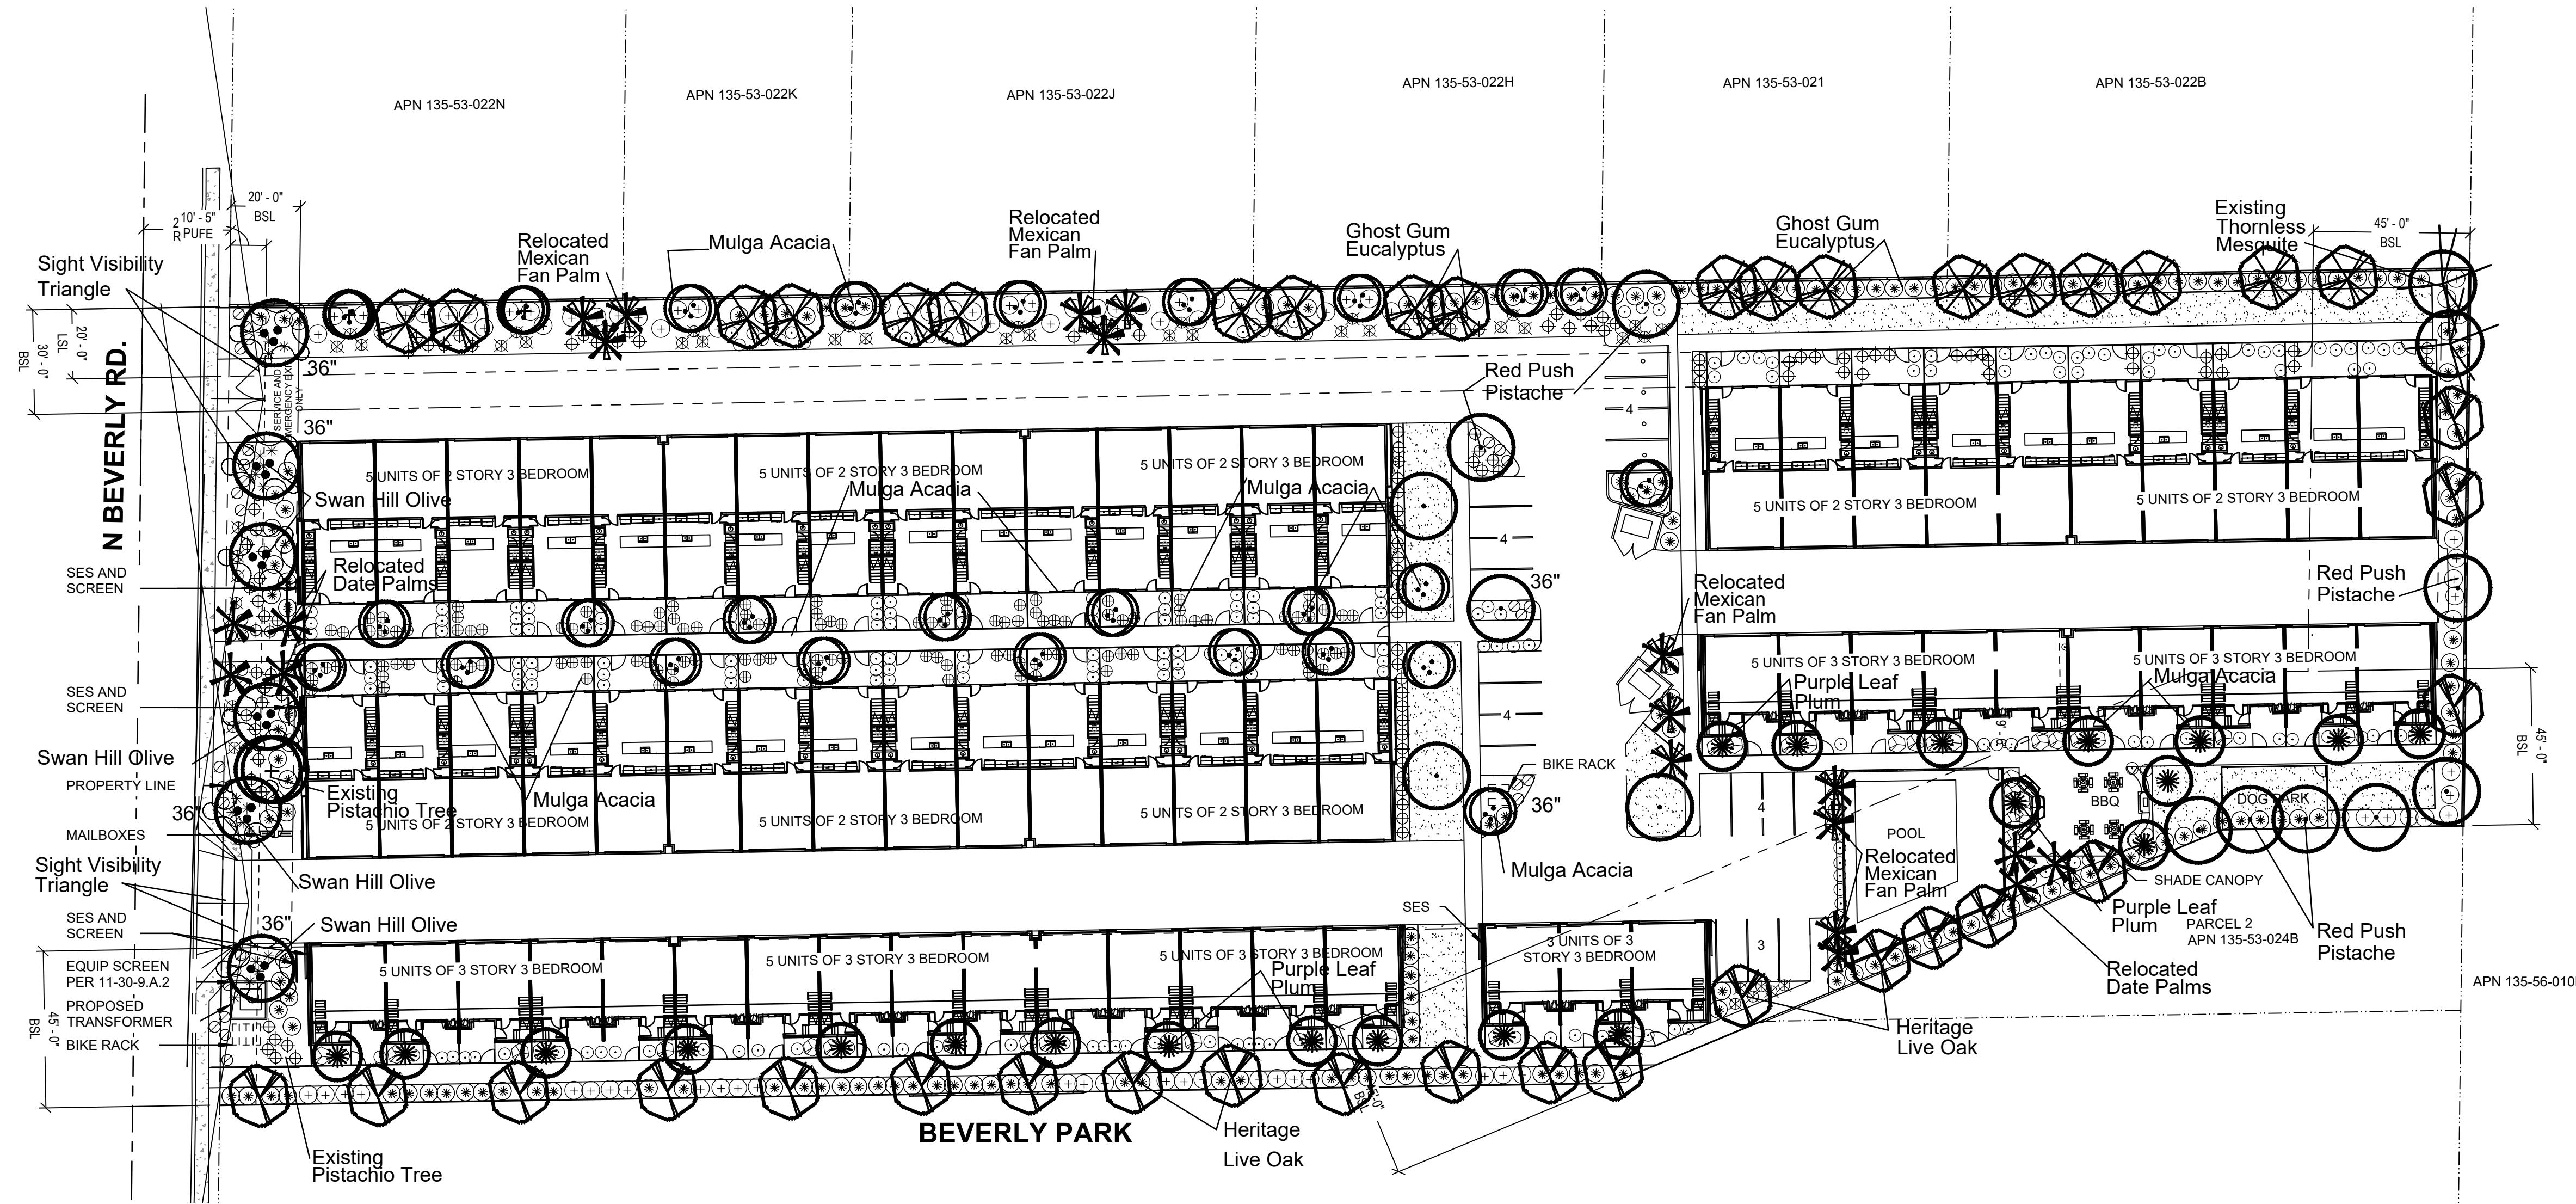 APN 135-53-022N
APN 135-53-022K
APN 135-53-022J
APN 135-53-022H
APN 135-53-021
APN 135-53-022B
20' - 0"
BSL
10' - 5"
PUFE
2
R
Sight Visibility
Triangle
Relocated
Mexican
Fan Palm
Mulga Acacia
Relocated
Mexican
Fan Palm
Ghost Gum
Eucalyptus
Ghost Gum
Eucalyptus
Existing
Thornless
Mesquite
45' - 0"
BSL
20' - 0"
LSL
30' - 0"
BSL
N BEVERLY RD.
36"
SERVICE AND
EMERGENCY EXIT
ONLY
36"
Red Push
Pistache
4
5 UNITS OF 2 STORY 3 BEDROOM
5 UNITS OF 2 STORY 3 BEDROOM
5 UNITS OF 2 STORY 3 BEDROOM
Mulga Acacia
Mulga Acacia
Swan Hill Olive
5 UNITS OF 2 STORY 3 BEDROOM
5 UNITS OF 2 STORY 3 BEDROOM
4
SES AND
SCREEN
Relocated
Date Palms
36"
Relocated
Mexican
Fan Palm
Red Push
Pistache
5 UNITS OF 3 STORY 3 BEDROOM
5 UNITS OF 3 STORY 3 BEDROOM
Purple Leaf
Plum
Mulga Acacia
SES AND
SCREEN
4
45' - 0"
BSL
Swan Hill Olive
PROPERTY LINE
BIKE RACK
Existing
Pistachio Tree
Mulga Acacia
36"
36"
5 UNITS OF 2 STORY 3 BEDROOM
5 UNITS OF 2 STORY 3 BEDROOM
5 UNITS OF 2 STORY 3 BEDROOM
4
BBQ
DOG PARK
POOL
MAILBOXES
Sight Visibility
Triangle
Swan Hill Olive
Mulga Acacia
Relocated
Mexican
Fan Palm
SHADE CANOPY
SES AND
SCREEN
36"
Swan Hill Olive
SES
Purple Leaf
Plum
PARCEL 2
APN 135-53-024B
Red Push
Pistache
5 UNITS OF 3 STORY 3 BEDROOM
5 UNITS OF 3 STORY 3 BEDROOM
5 UNITS OF 3 STORY 3 BEDROOM
3 UNITS OF 3
STORY 3 BEDROOM
3
EQUIP SCREEN
PER 11-30-9.A.2
Purple Leaf
Plum
Relocated
Date Palms
APN 135-56-010
PROPOSED
TRANSFORMER
BIKE RACK
45' - 0"
BSL
Heritage
Live Oak
BSL
BEVERLY PARK
Heritage
Live Oak
Existing
Pistachio Tree